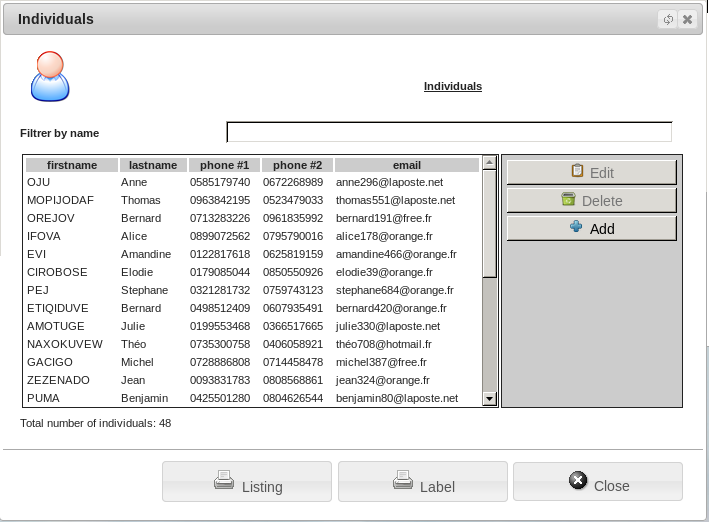 Individuals
Individuals
Filtrer by name
firstname lastname phone #1 phone #2 email
OJU Anne 0585179740 0672268989 anne296@laposte.net
MOPIJODAF Thomas 0963842195 0523479033 thomas551@laposte.net
OREJOV Bernard 0713283226 0961835992 bernard191@free.fr
IFOVA Alice 0899072562 0795790016 alice178@orange.fr
EVI Amandine 0122817618 0625819159 amandine466@orange.fr
CIROBOSE Elodie 0179085044 0850550926 elodie39@orange.fr
PEJ Stephane 0321281732 0759743123 stephane684@orange.fr
ETIQIDUVE Bernard 0498512409 0607935491 bernard420@orange.fr
AMOTUGE Julie 0199553468 0366517665 julie330@laposte.net
NAXOKUVEW Théo 0735300758 0406058921 théo708@hotmail.fr
GACIGO Michel 0728886808 0714458478 michel387@free.fr
ZEZENADO Jean 0093831783 0808568861 jean324@orange.fr
PUMA Benjamin 0425501280 0804626544 benjamin80@laposte.net
Edit
Delete
Add
Total number of individuals: 48
Listing Label Close